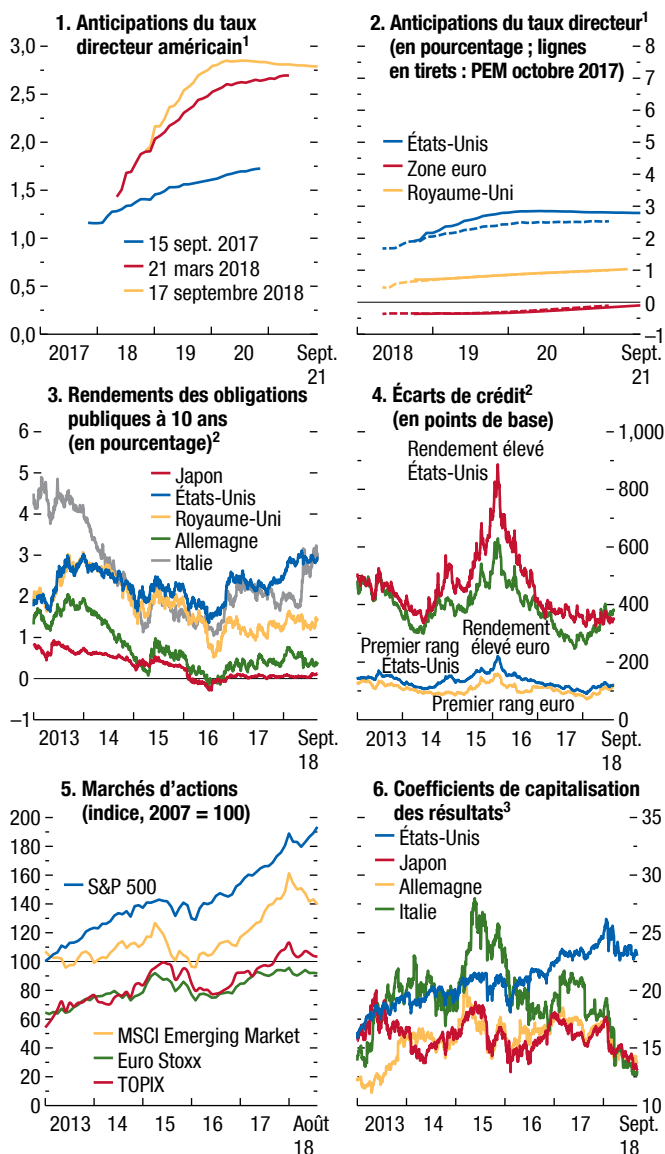 1. Anticipations du taux
directeur américain¹
3,0
2,5
2,0
1,5
1,0
0,5
0,0
15 sept. 2017
21 mars 2018
17 septembre 2018
2017 18 19 20 Sept.
21
2. Anticipations du taux directeur¹
(en pourcentage ; lignes
en tirets : PEM octobre 2017)
8
7
6
5
4
3
2
1
0
–1
États-Unis
Zone euro
Royaume-Uni
2018 19 20 Sept.
21
3. Rendements des obligations
publiques à 10 ans
(en pourcentage)²
6
5
4
3
2
1
0
–1
Japon
États-Unis
Royaume-Uni
Allemagne
Italie
2013 14 15 16 17 Sept.
18
4. Écarts de crédit²
(en points de base)
1,000
800
600
400
200
0
Rendement élevé
États-Unis
Rendement
élevé euro
Premier rang
États-Unis
Premier rang euro
2013 14 15 16 17 Sept.
18
5. Marchés d’actions
(indice, 2007 = 100)
200
180
160
140
120
100
80
60
40
20
0
S&P 500
MSCI Emerging Market
Euro Stoxx
TOPIX
2013 14 15 16 17 Août
18
6. Coefficients de capitalisation
des résultats³
35
30
25
20
15
10
États-Unis
Japon
Allemagne
Italie
2013 14 15 16 17 Sept.
18